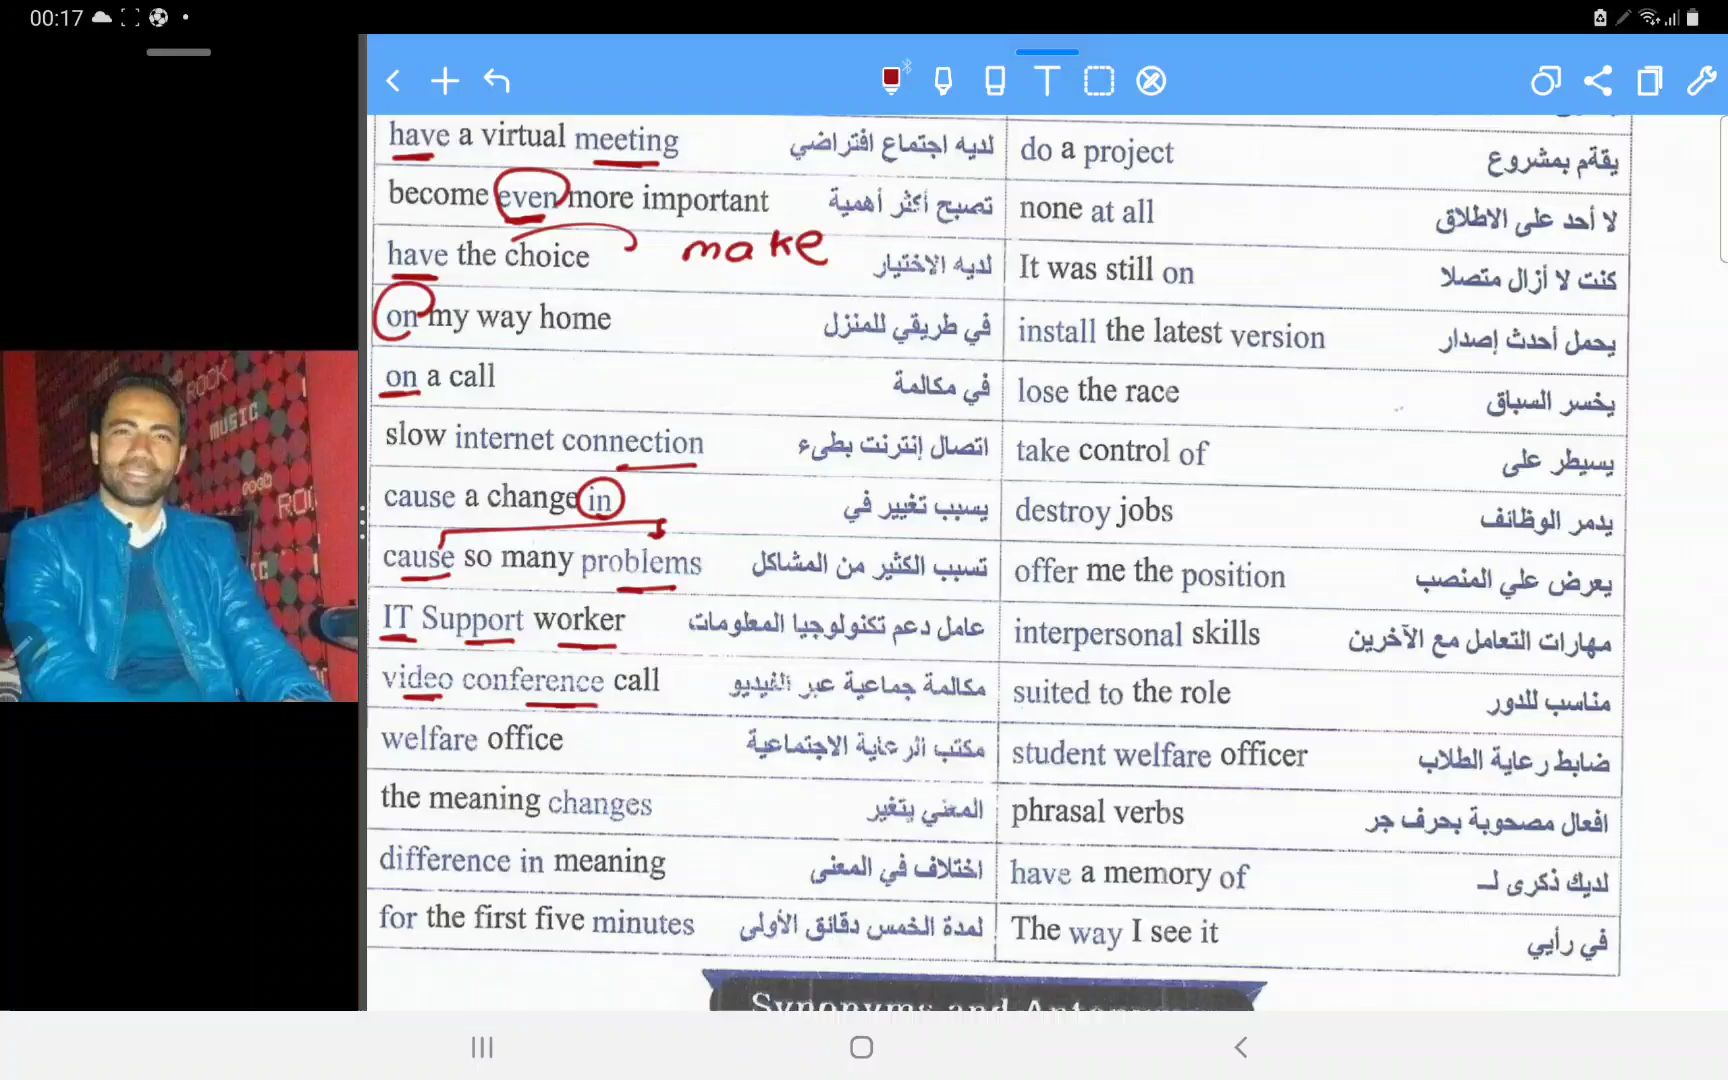 00:17
have a virtual meeting لديه اجتماع افتراضي do a project يقوم بمشروع
become even more important تصبح أكثر أهمية none at all لا أحد على الاطلاق
make
have the choice لديه الاختيار It was still on كنت لا أزال متصلا
on my way home في طريقي للمنزل install the latest version يحمل أحدث إصدار
on a call في مكالمة lose the race يخسر السباق
slow internet connection اتصال إنترنت بطىء take control of يسيطر على
cause a change in يسبب تغيير في destroy jobs يدمر الوظائف
cause so many problems تسبب الكثير من المشاكل offer me the position يعرض علي المنصب
IT Support worker عامل دعم تكنولوجيا المعلومات interpersonal skills مهارات التعامل مع الآخرين
video conference call مكالمة جماعية عبر الفيديو suited to the role مناسب للدور
welfare office مكتب الرعاية الاجتماعية student welfare officer ضابط رعاية الطلاب
the meaning changes المعني يتغير phrasal verbs افعال مصحوبة بحرف جر
difference in meaning اختلاف في المعنى have a memory of لديك ذكرى لـ
for the first five minutes لمدة الخمس دقائق الأولى The way I see it في رأيي
Synonyms and
ROCK
MUSIC
ROCK